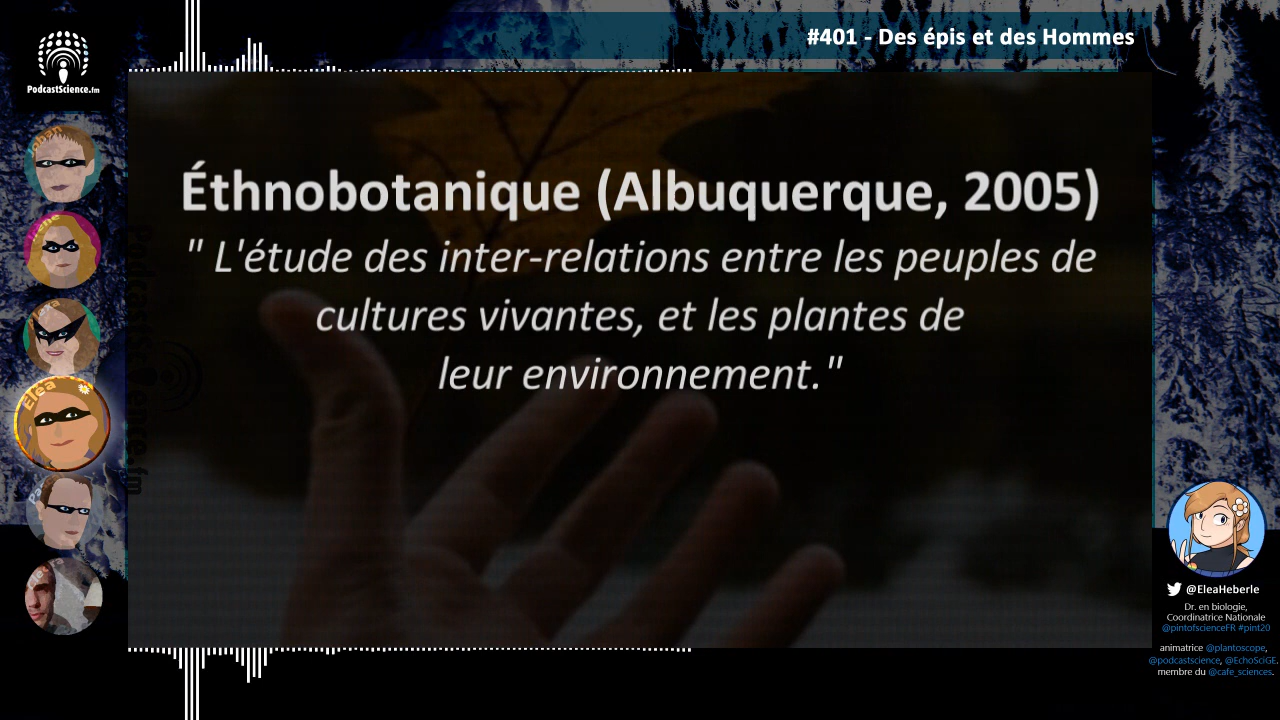 #401 - Des épis et des Hommes
PodcastScience.fm
Éthnobotanique (Albuquerque, 2005)
" L'étude des inter-relations entre les peuples de
cultures vivantes, et les plantes de
leur environnement."
Eléa
@EleaHeberle
Dr. en biologie,
Coordinatrice Nationale
@pintofscienceFR #pint20
animatrice @plantoscope,
@podcastscience, @EchoSciGE.
membre du @cafe_sciences.